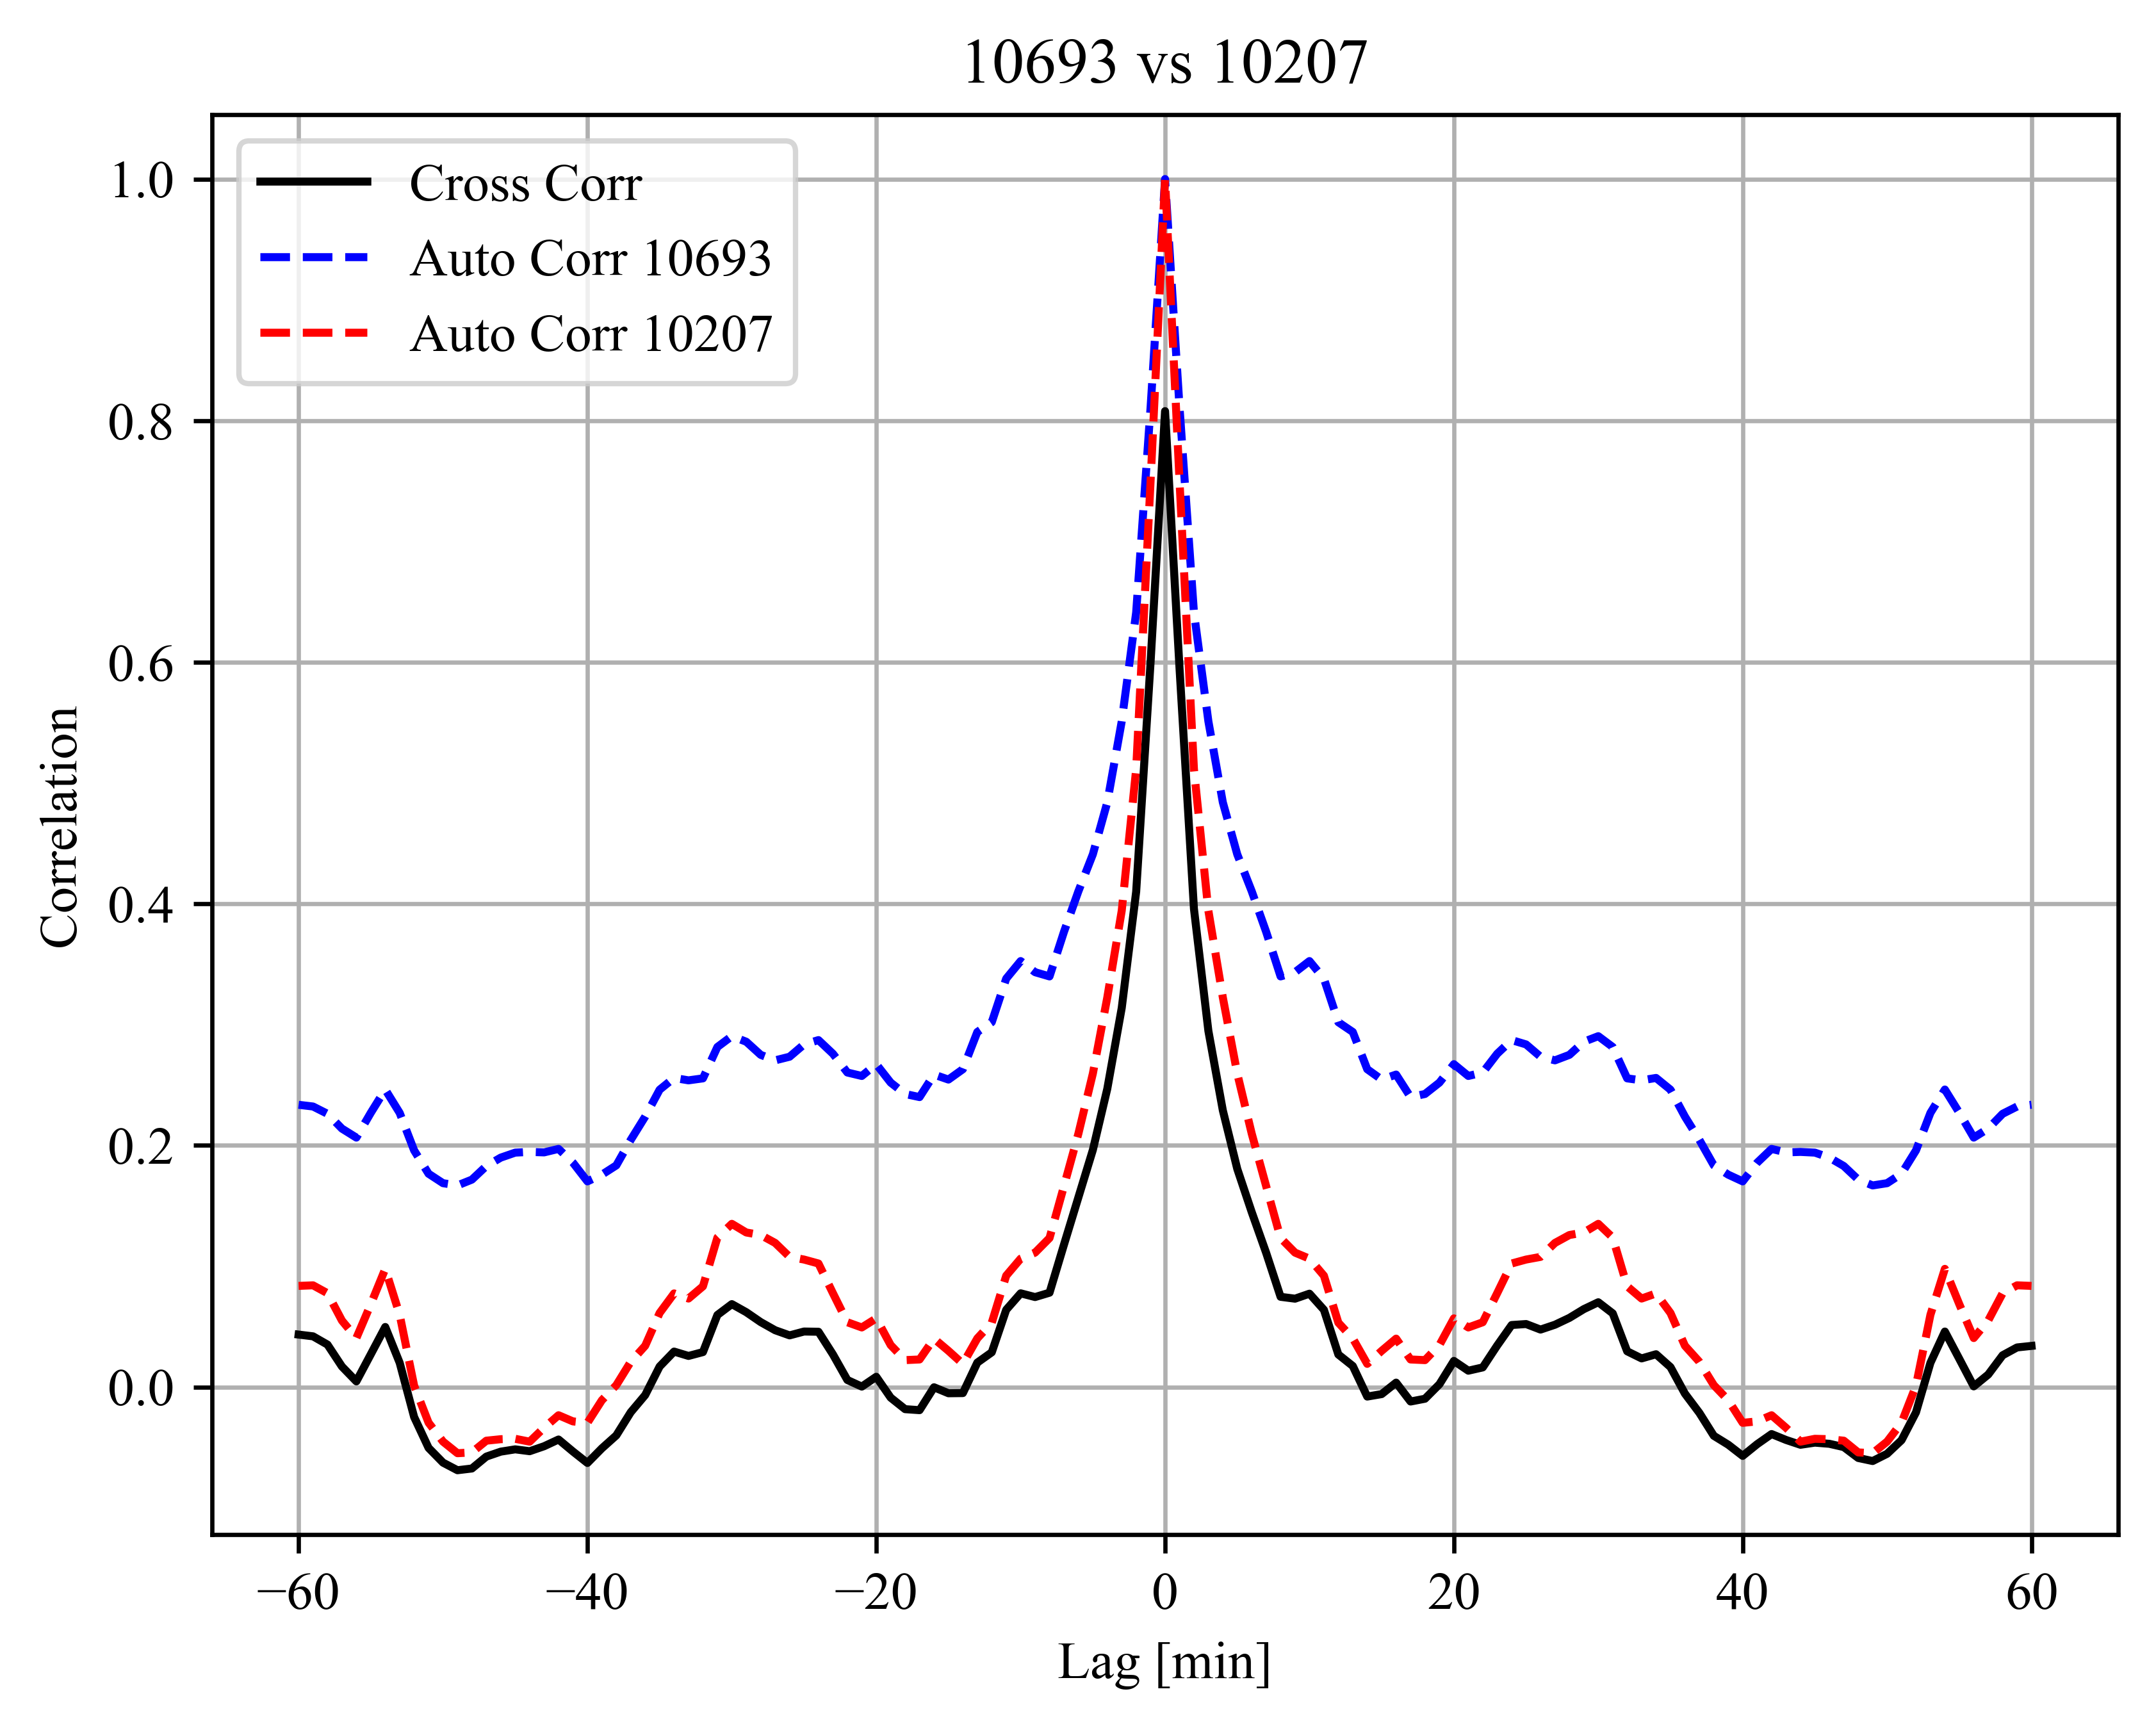 10693 vs 10207
Cross Corr
Auto Corr 10693
Auto Corr 10207
1.0
0.8
0.6
0.4
0.2
0.0
Correlation
−60
−40
−20
0
20
40
60
Lag [min]